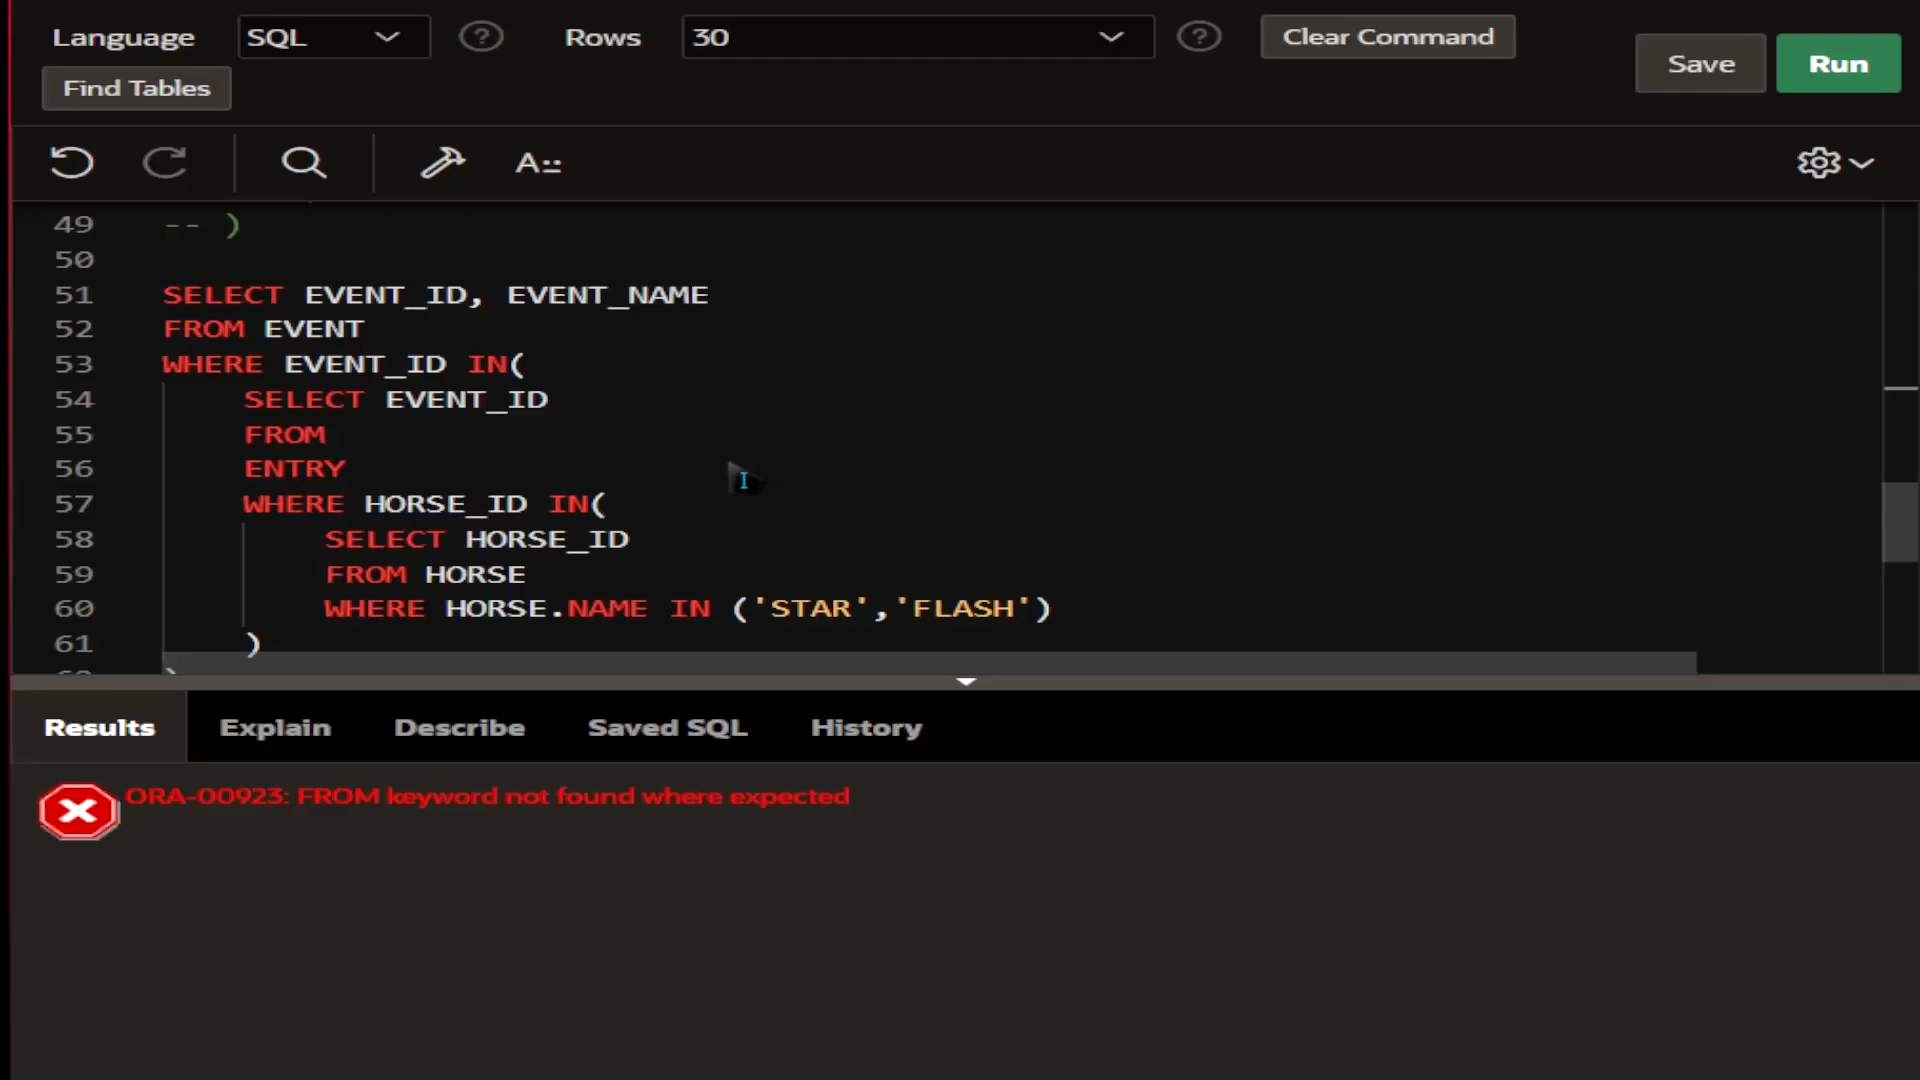 Language SQL Rows 30 Clear Command Save Run
Find Tables
49 -- )
50
51 SELECT EVENT_ID, EVENT_NAME
52 FROM EVENT
53 WHERE EVENT_ID IN(
54 SELECT EVENT_ID
55 FROM
56 ENTRY
57 WHERE HORSE_ID IN(
58 SELECT HORSE_ID
59 FROM HORSE
60 WHERE HORSE.NAME IN ('STAR','FLASH')
61 )
Results Explain Describe Saved SQL History
ORA-00923: FROM keyword not found where expected